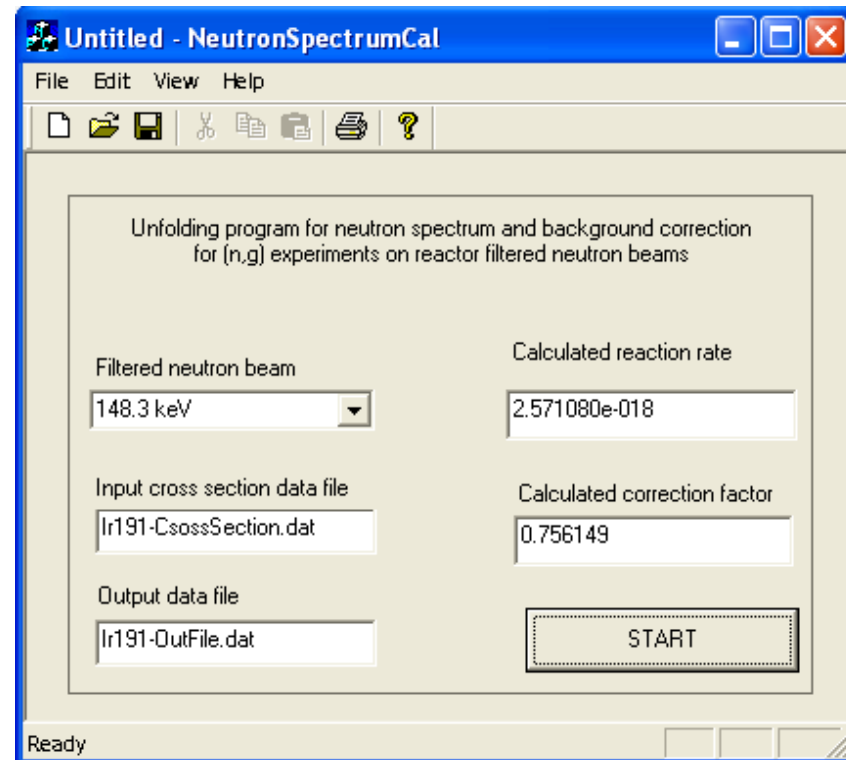 Untitled - NeutronSpectrumCal
File Edit View Help
Unfolding program for neutron spectrum and background correction
for (n,g) experiments on reactor filtered neutron beams
Filtered neutron beam
148.3 keV
Calculated reaction rate
2.571080e-018
Input cross section data file
Ir191-CsossSection.dat
Calculated correction factor
0.756149
Output data file
Ir191-OutFile.dat
START
Ready